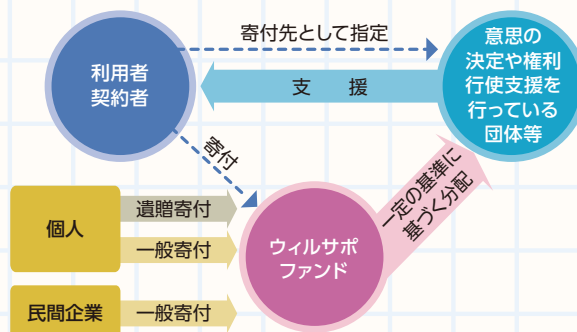 寄付先として指定
利用者
契約者
支　援
意思の
決定や権利
行使支援を
行っている
団体等
寄付
一定の基準に
基づく分配
個人
遺贈寄付
一般寄付
ウィルサポ
ファンド
民間企業
一般寄付